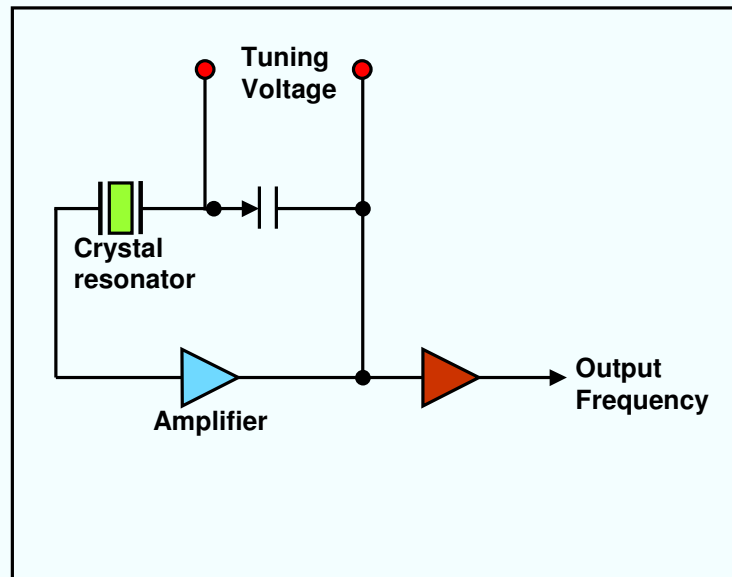 Tuning
Voltage
Crystal
resonator
Amplifier
Output
Frequency